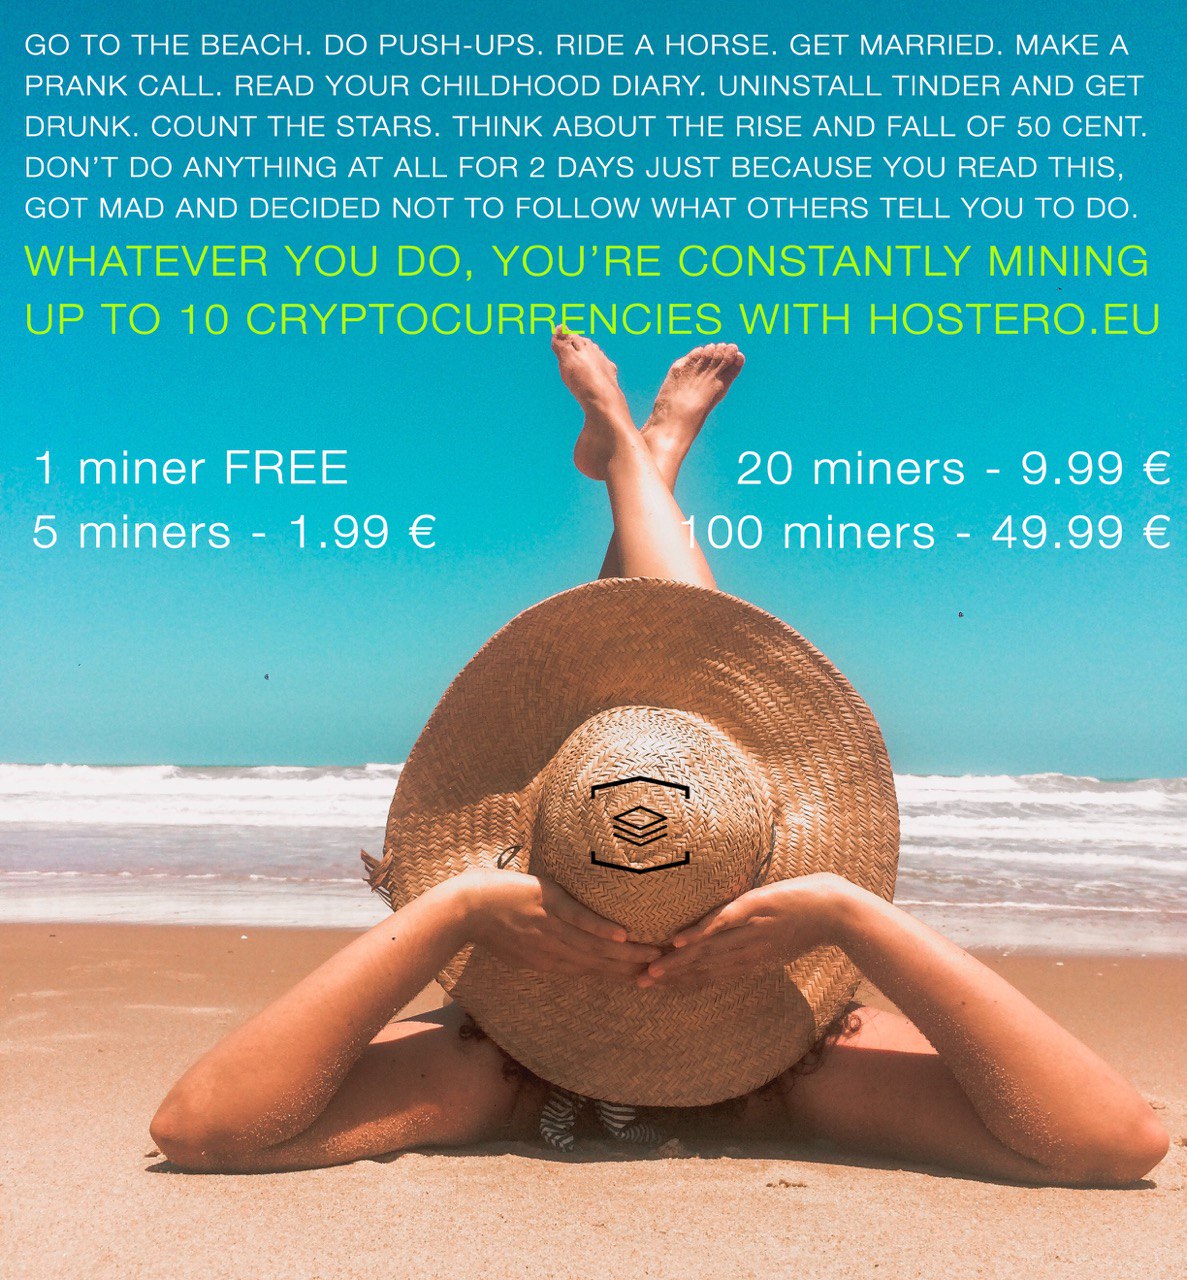 GO TO THE BEACH. DO PUSH-UPS. RIDE A HORSE. GET MARRIED. MAKE A
PRANK CALL. READ YOUR CHILDHOOD DIARY. UNINSTALL TINDER AND GET
DRUNK. COUNT THE STARS. THINK ABOUT THE RISE AND FALL OF 50 CENT.
DON'T DO ANYTHING AT ALL FOR 2 DAYS JUST BECAUSE YOU READ THIS,
GOT MAD AND DECIDED NOT TO FOLLOW WHAT OTHERS TELL YOU TO DO.
WHATEVER YOU DO, YOU'RE CONSTANTLY MINING
UP TO 10 CRYPTOCURRENCIES WITH HOSTERO.EU
1 miner FREE
5 miners - 1.99 €
20 miners - 9.99 €
100 miners - 49.99 €